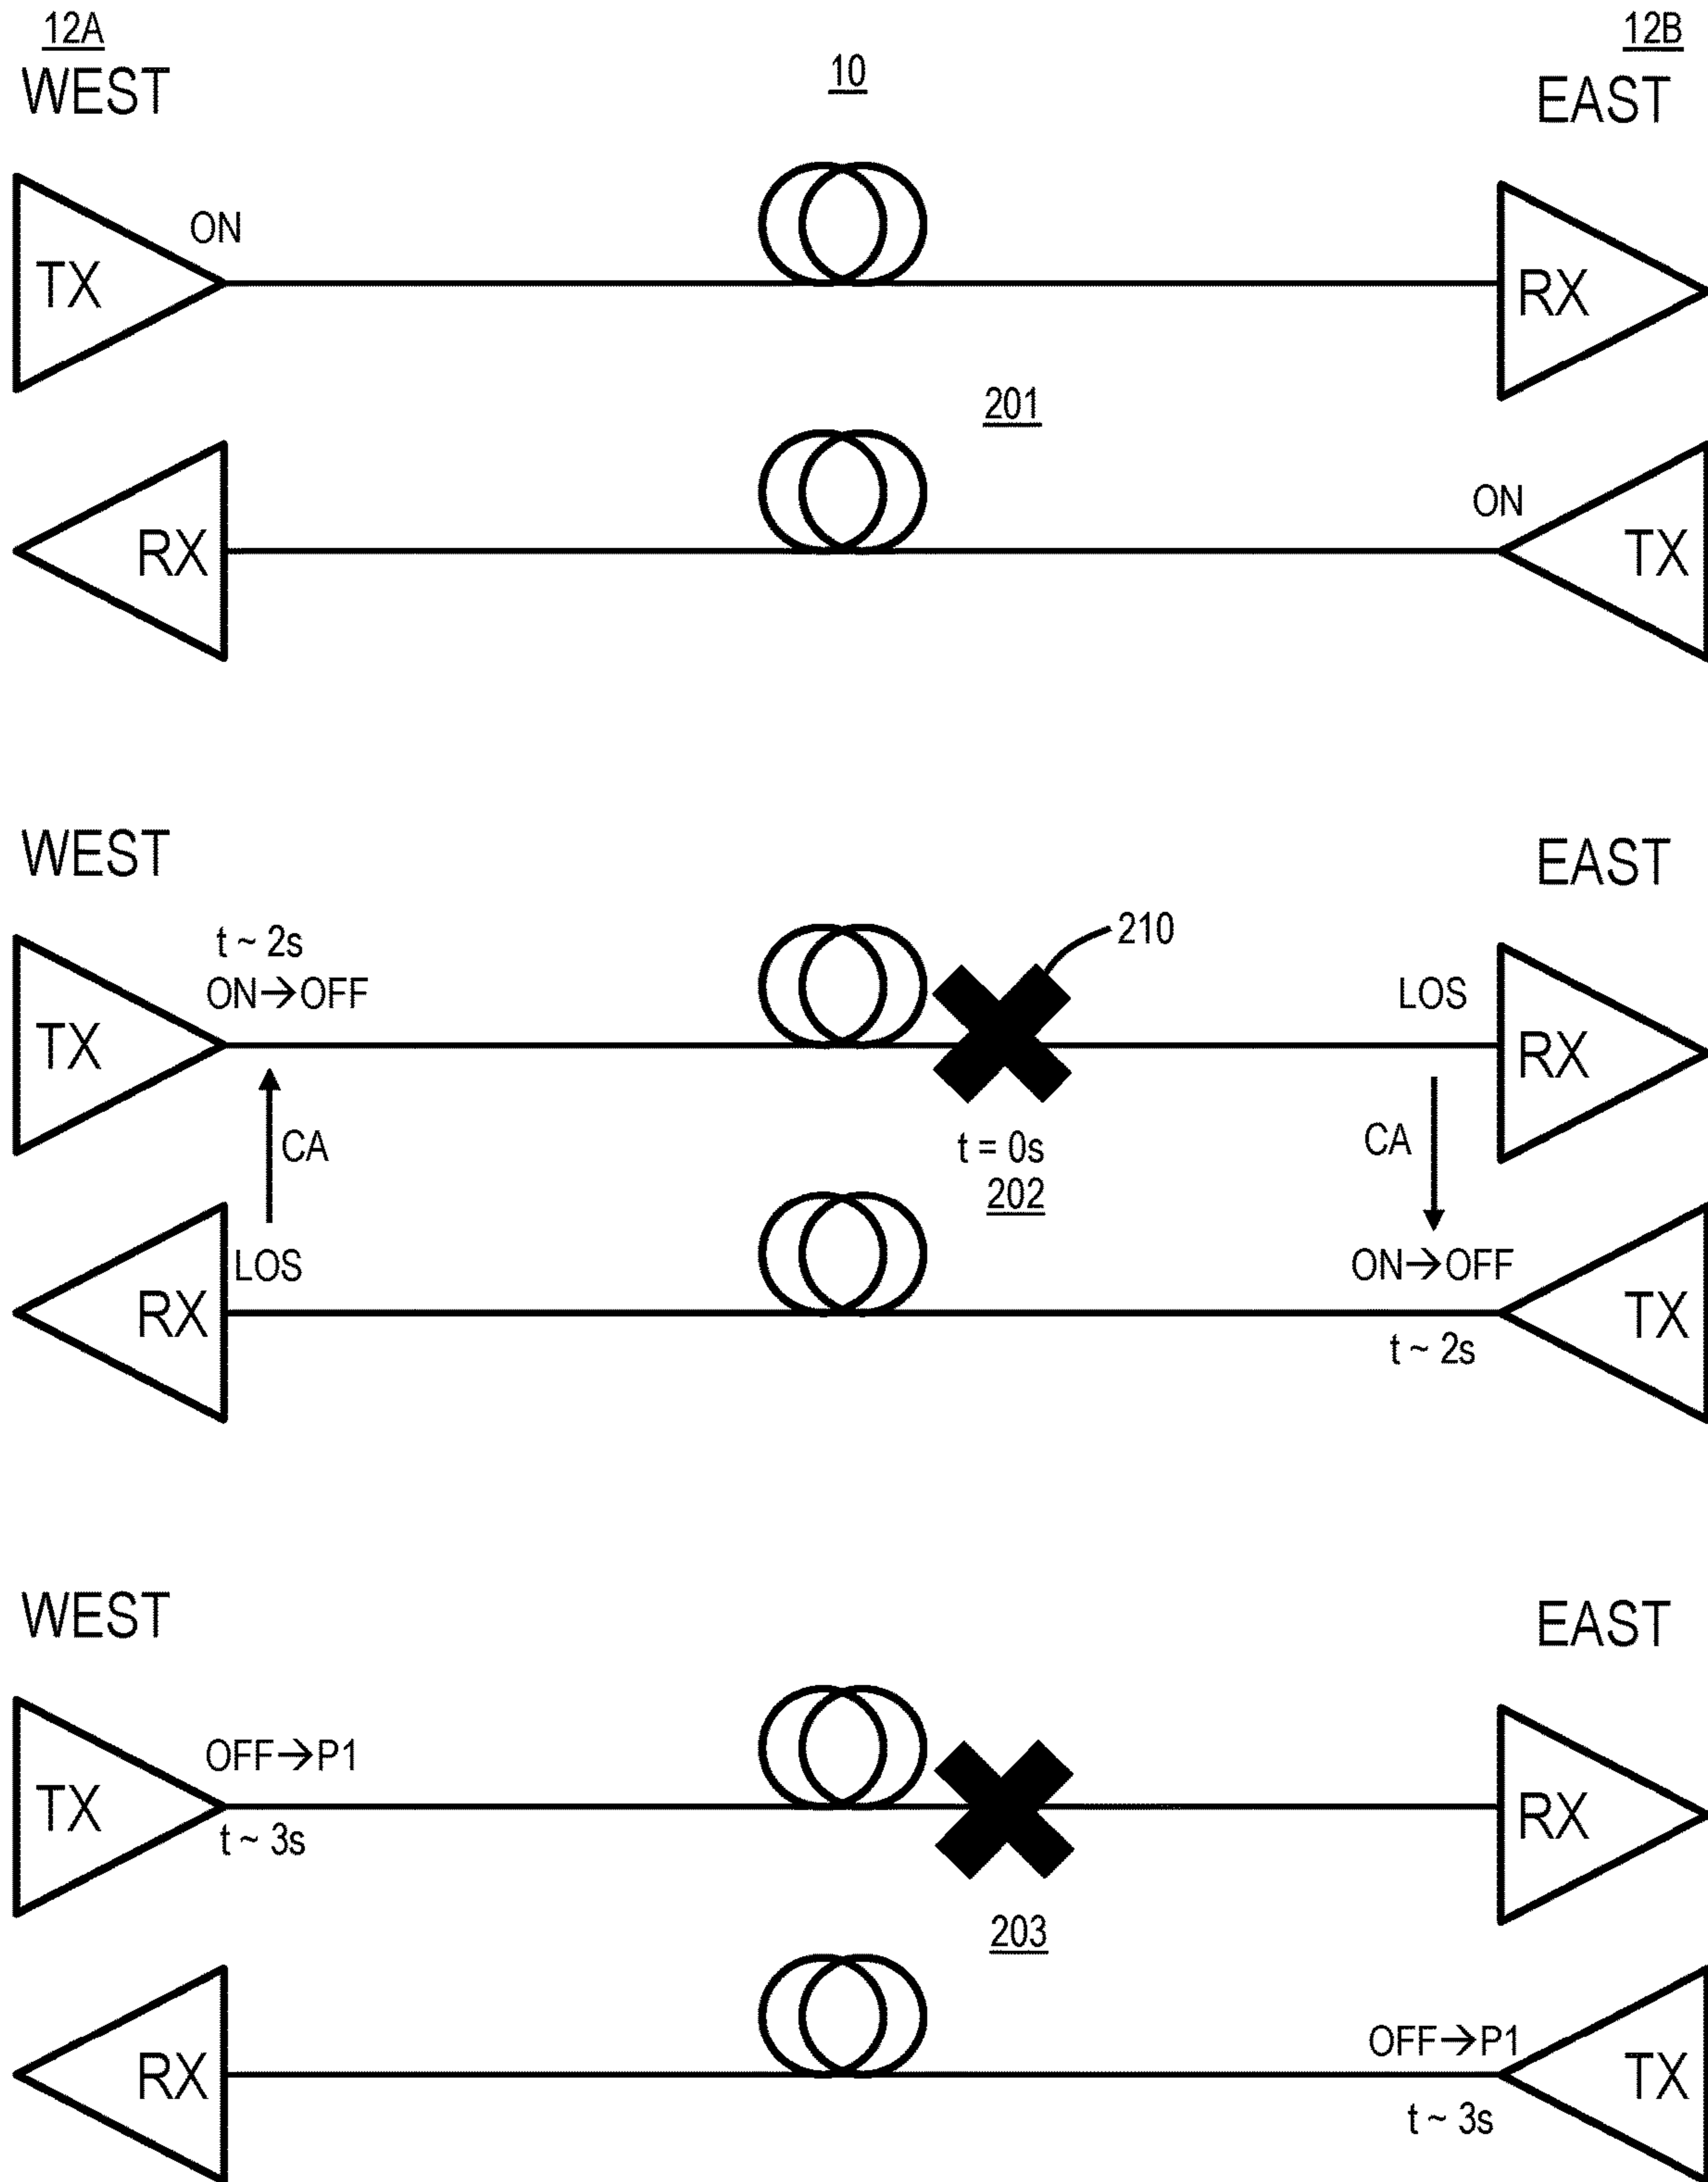 12A
WEST
10
12B
EAST
TX
ON
RX
201
RX
ON
TX
WEST
EAST
t ~ 2s
ON→OFF
210
LOS
TX
RX
CA
t = 0s
202
CA
LOS
ON→OFF
RX
TX
t ~ 2s
WEST
EAST
OFF→P1
TX
t ~ 3s
RX
203
OFF→P1
RX
TX
t ~ 3s